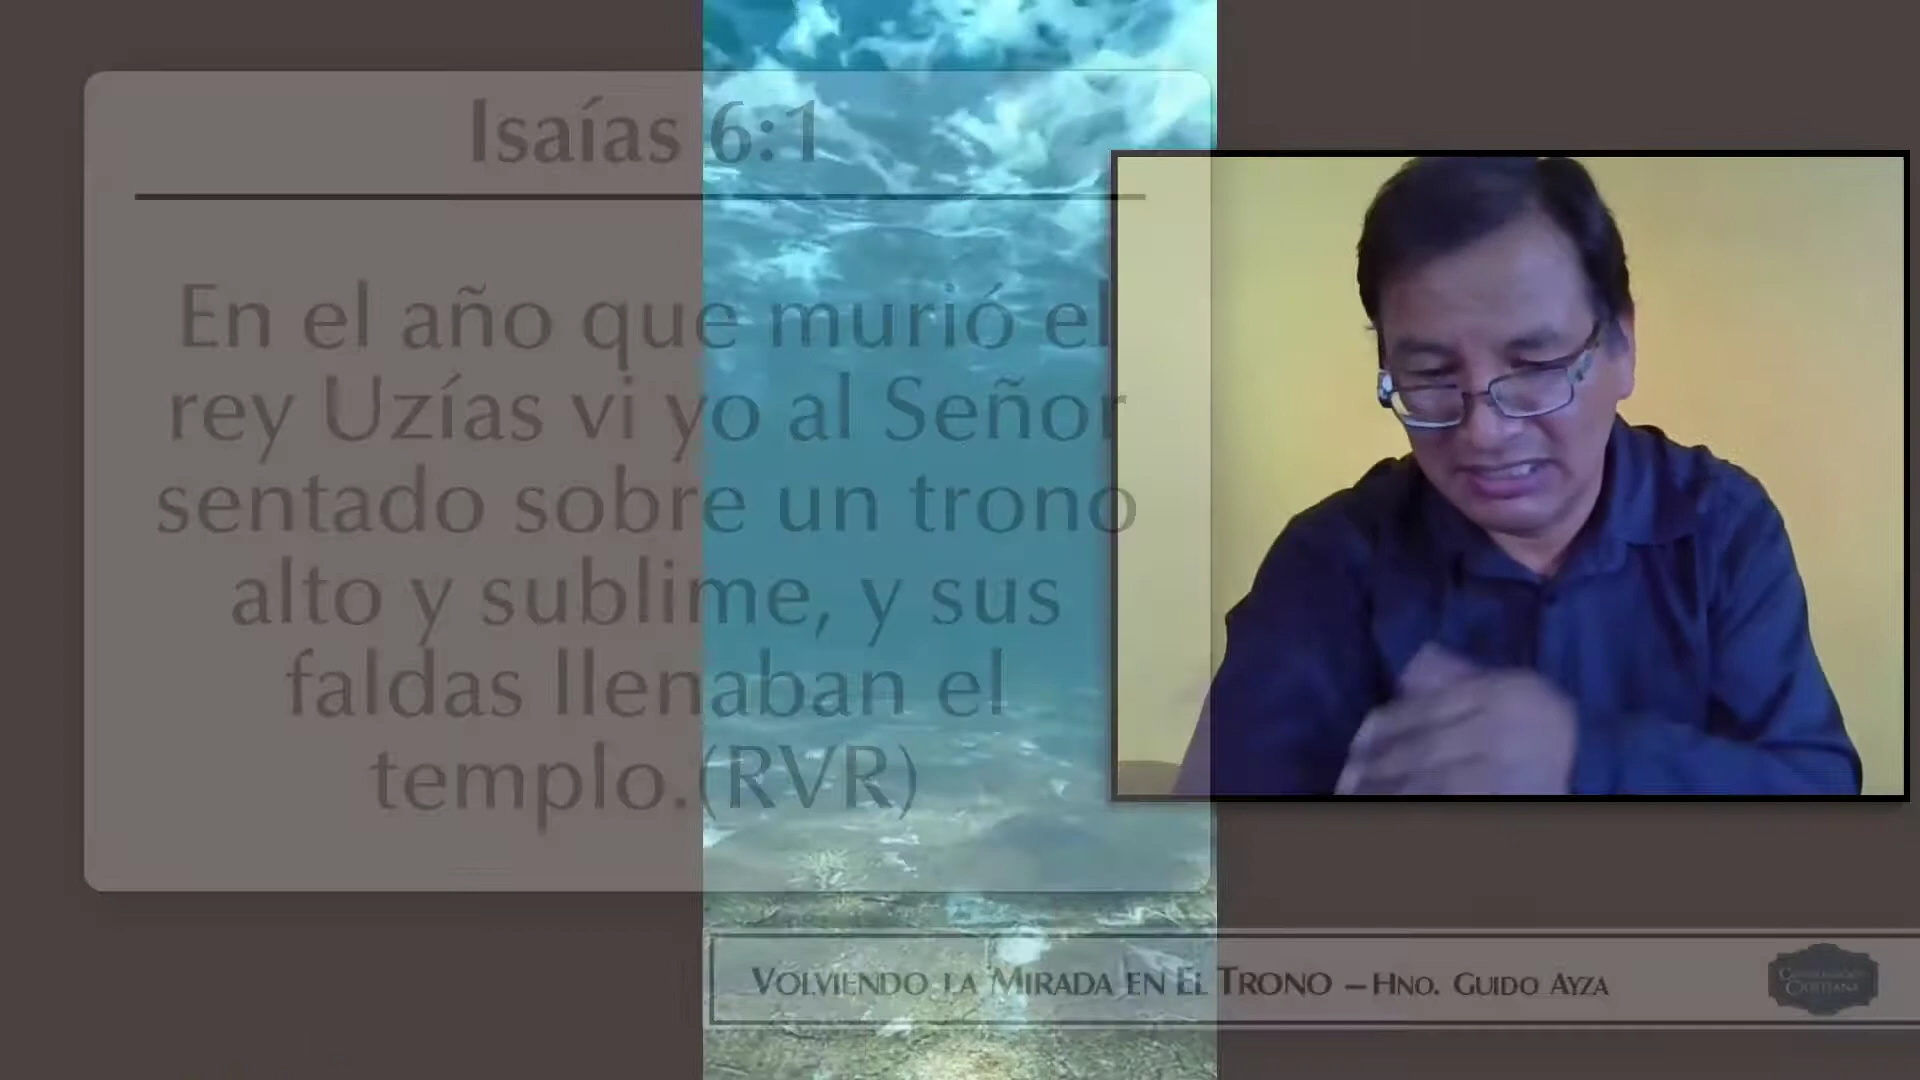 Isaías 6:1
En el año que murió el
rey Uzías vi yo al Señor
sentado sobre un trono
alto y sublime, y sus
faldas llenaban el
templo.(RVR)
VOLVIENDO LA MIRADA EN EL TRONO – HNO. GUIDO AYZA